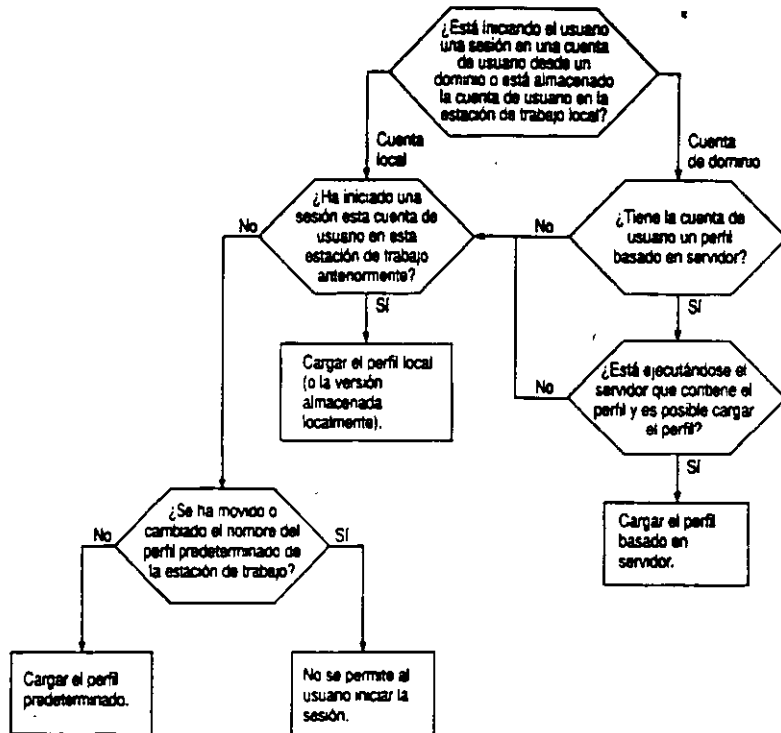 ¿Está iniciando el usuario
una sesión en una cuenta
de usuario desde un
dominio o está almacenado
la cuenta de usuario en la
estación de trabajo local?
Cuenta
local
Cuenta
de dominio
¿Ha iniciado una
sesión esta cuenta de
usuario en esta
estación de trabajo
anteriormente?
No
No
¿Tiene la cuenta de
usuario un perfil
basado en servidor?
Sí
Sí
Cargar el perfil local
(o la versión
almacenada
localmente).
¿Está ejecutándose el
servidor que contiene el
perfil y es posible cargar
el perfil?
No
Sí
Cargar el perfil
basado en
servidor.
¿Se ha movido o
cambiado el nombre del
perfil predeterminado de
la estación de trabajo?
No
Sí
Cargar el perfil
predeterminado.
No se permite al
usuario iniciar la
sesión.